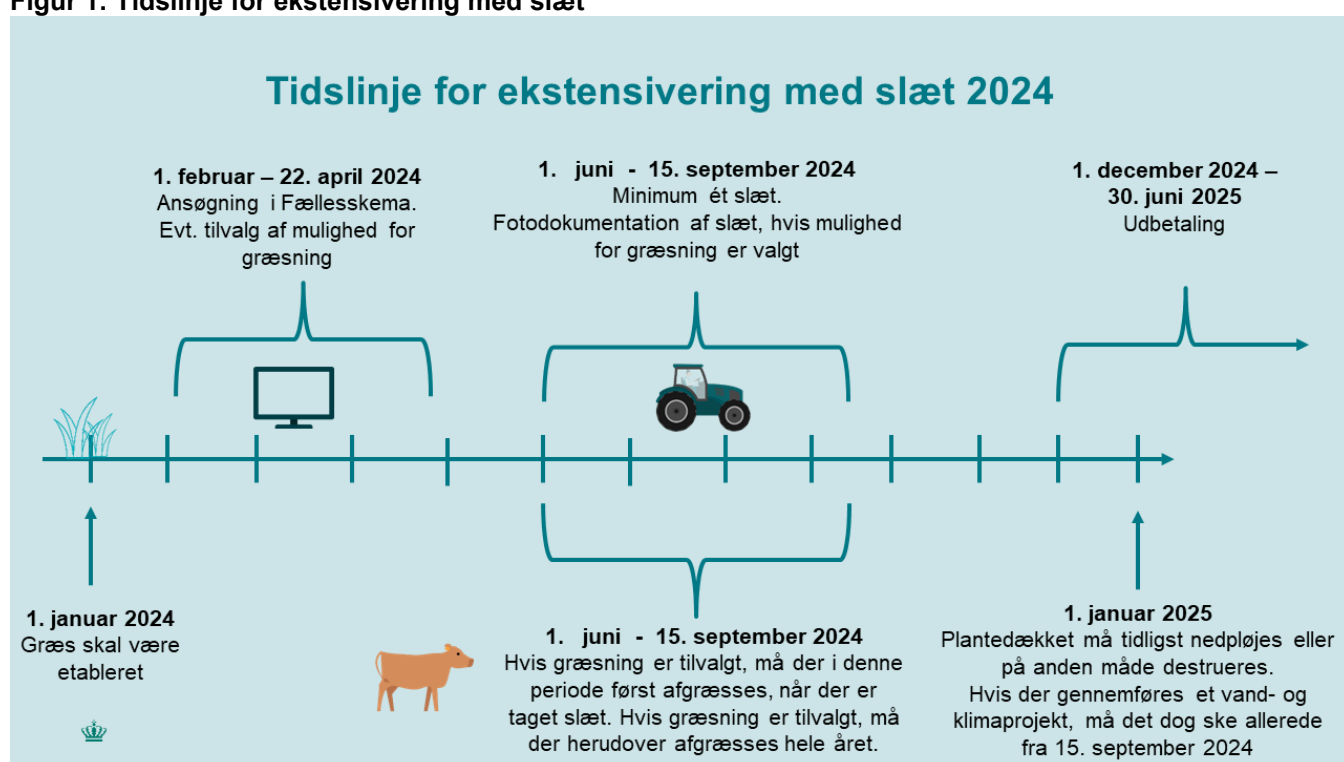 Figur 1: Tidslinje for ekstensivering med slæt
Tidslinje for ekstensivering med slæt 2024
1. februar – 22. april 2024
Ansøgning i Fællesskema.
Evt. tilvalg af mulighed for
græsning
1. juni - 15. september 2024
Minimum ét slæt.
Fotodokumentation af slæt, hvis mulighed
for græsning er valgt
1. december 2024 –
30. juni 2025
Udbetaling
1. januar 2024
Græs skal være
etableret
1. juni - 15. september 2024
Hvis græsning er tilvalgt, må der i denne
periode først afgræsses, når der er
taget slæt. Hvis græsning er tilvalgt, må
der herudover afgræsses hele året.
1. januar 2025
Plantedækket må tidligst nedpløjes eller
på anden måde destrueres.
Hvis der gennemføres et vand- og
klimaprojekt, må det dog ske allerede
fra 15. september 2024